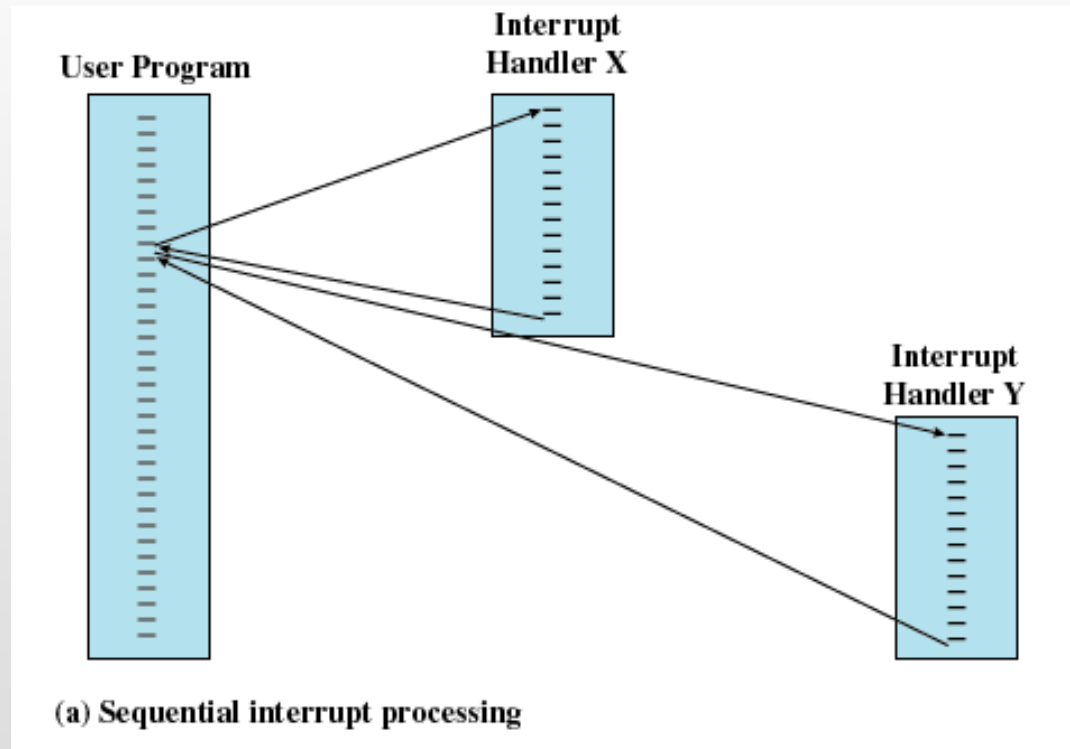 User Program
Interrupt
Handler X
Interrupt
Handler Y
(a) Sequential interrupt processing